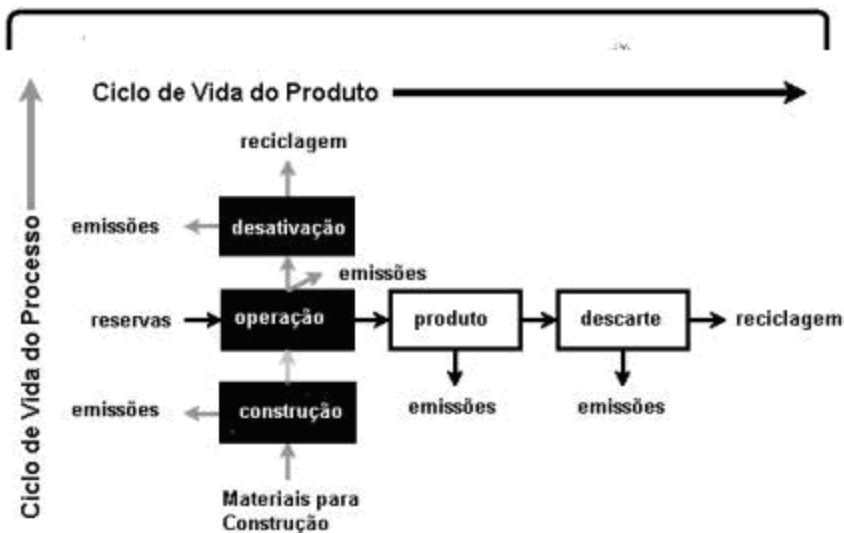 Ciclo de Vida do Produto
reciclagem
emissões
desativação
emissões
reservas
operação
produto
descarte
reciclagem
emissões
construção
emissões
emissões
Materiais para
Construção
Ciclo de Vida do Processo